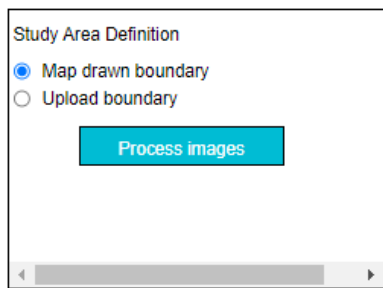 Study Area Definition
Map drawn boundary
Upload boundary
Process images